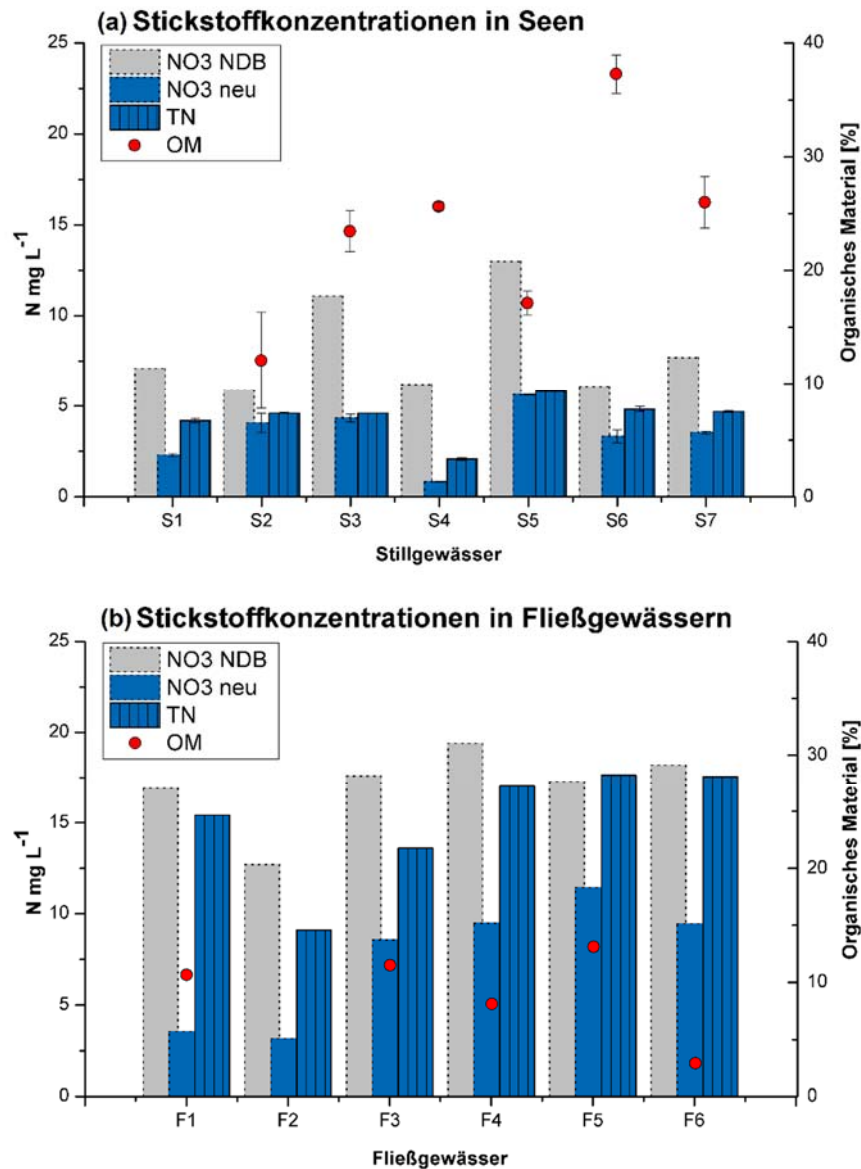 (a) Stickstoffkonzentrationen in Seen
NO3 NDB
NO3 neu
TN
OM
25
20
15
10
5
0
N mg L⁻¹
40
30
20
10
0
Organisches Material [%]
S1 S2 S3 S4 S5 S6 S7
Stillgewässer
(b) Stickstoffkonzentrationen in Fließgewässern
NO3 NDB
NO3 neu
TN
OM
25
20
15
10
5
0
N mg L⁻¹
40
30
20
10
0
Organisches Material [%]
F1 F2 F3 F4 F5 F6
Fließgewässer